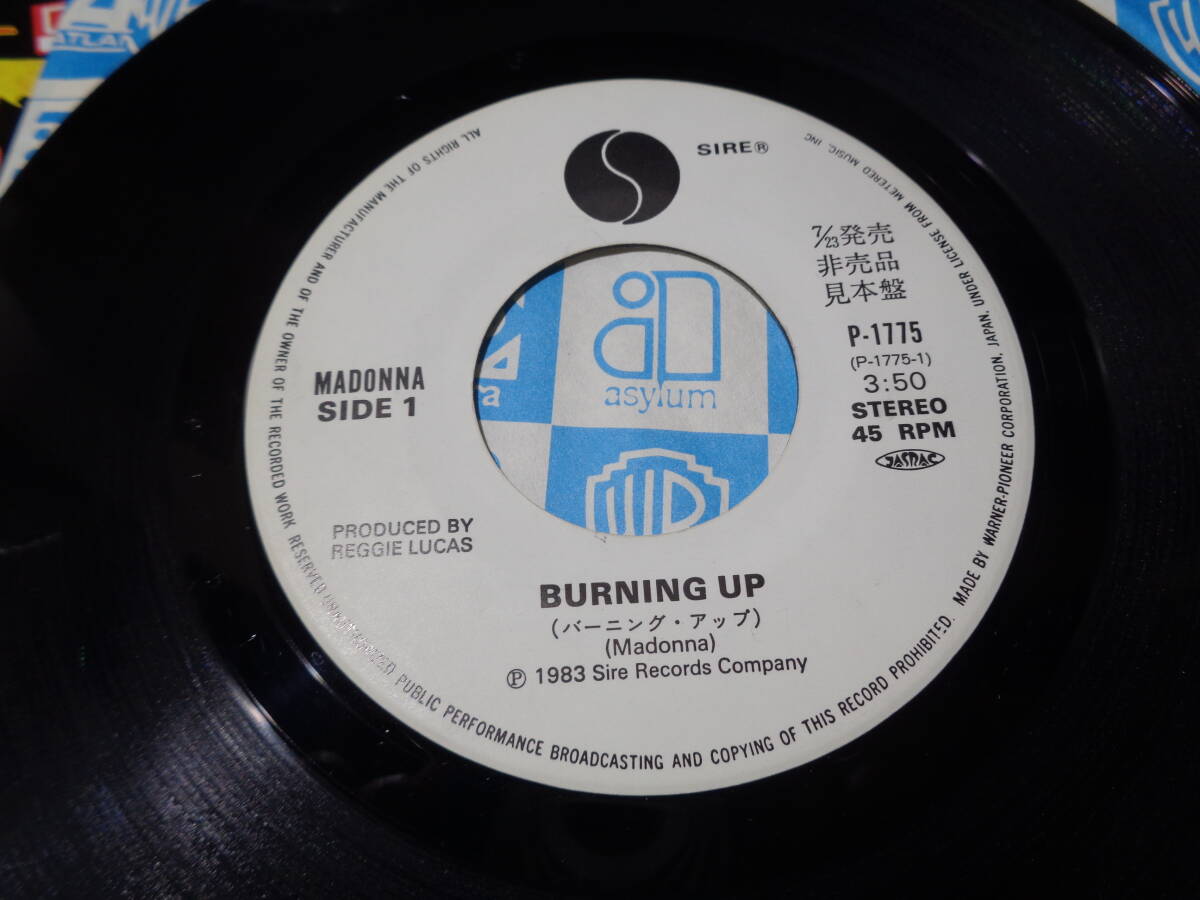 SIRE®
7/23発売
非売品
見本盤
P-1775
(P-1775-1)
3:50
STEREO
45 RPM
JASRAC
MADONNA
SIDE 1
PRODUCED BY
REGGIE LUCAS
asylum
BURNING UP
(バーニング・アップ)
(Madonna)
Ⓟ 1983 Sire Records Company
ALL RIGHTS OF THE MANUFACTURER AND OF THE OWNER OF THE RECORDED WORK RESERVED UNAUTHORIZED PUBLIC PERFORMANCE BROADCASTING AND COPYING OF THIS RECORD PROHIBITED. MADE BY WARNER-PIONEER CORPORATION, JAPAN, UNDER LICENSE FROM METERED MUSIC, INC